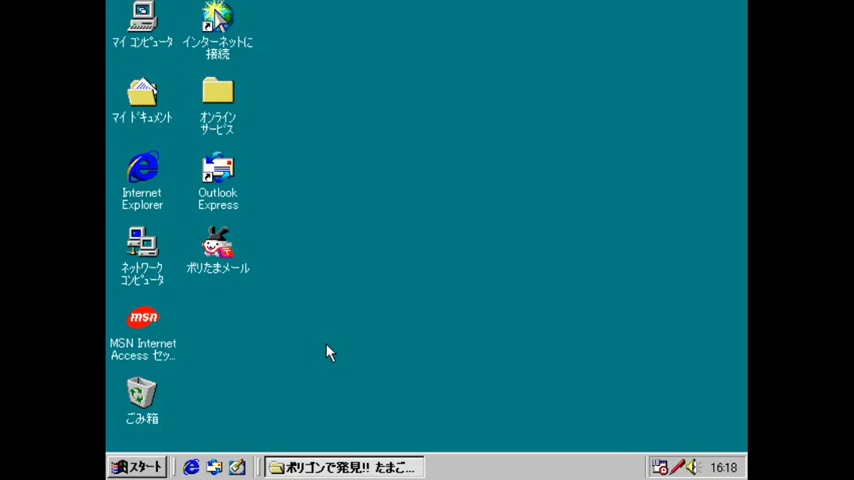 マイ コンピュータ
インターネットに
接続
マイ ドキュメント
オンライン
サービス
Internet
Explorer
Outlook
Express
ネットワーク
コンピュータ
ポリたまメール
msn
MSN Internet
Access セッ...
ごみ箱
スタート
ポリゴンで発見!! たまご...
16:18